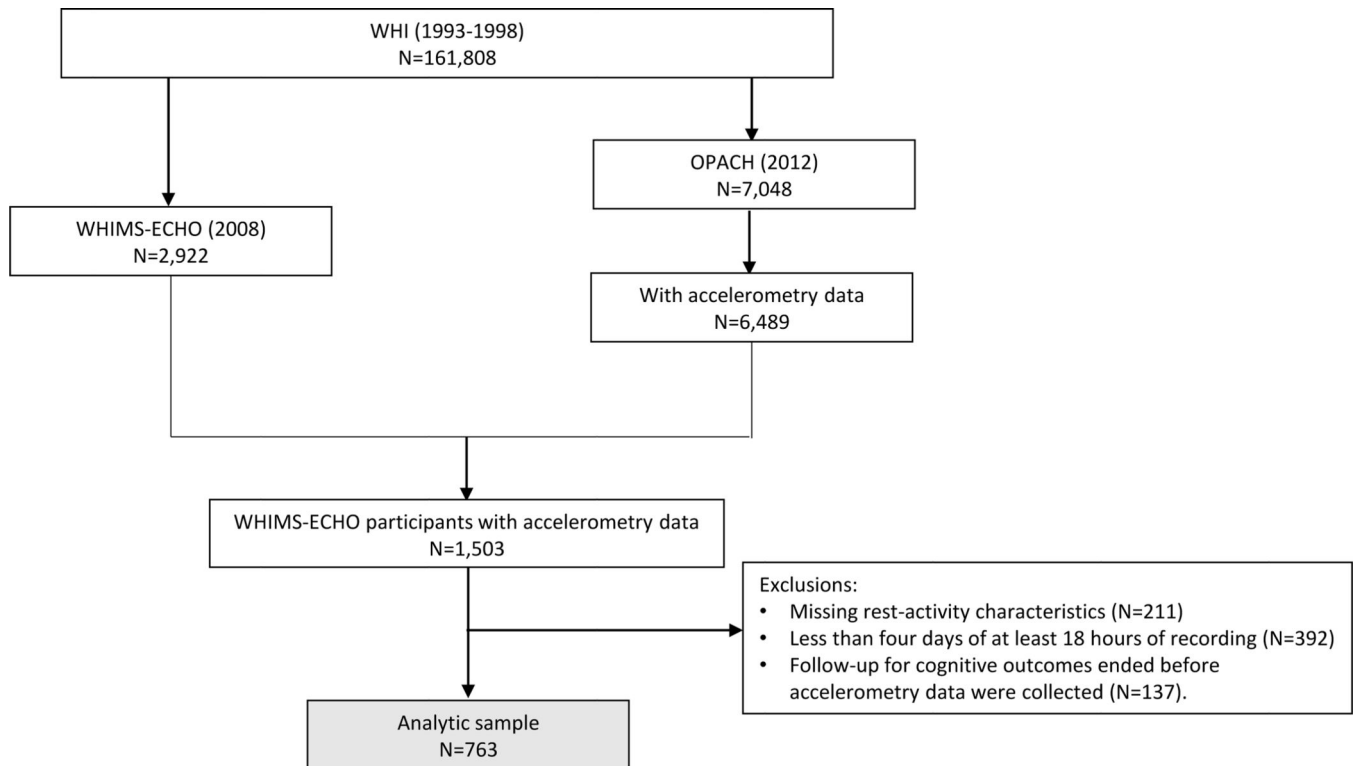 WHI (1993-1998)
N=161,808
OPACH (2012)
N=7,048
WHIMS-ECHO (2008)
N=2,922
With accelerometry data
N=6,489
WHIMS-ECHO participants with accelerometry data
N=1,503
Exclusions:
• Missing rest-activity characteristics (N=211)
• Less than four days of at least 18 hours of recording (N=392)
• Follow-up for cognitive outcomes ended before
accelerometry data were collected (N=137).
Analytic sample
N=763